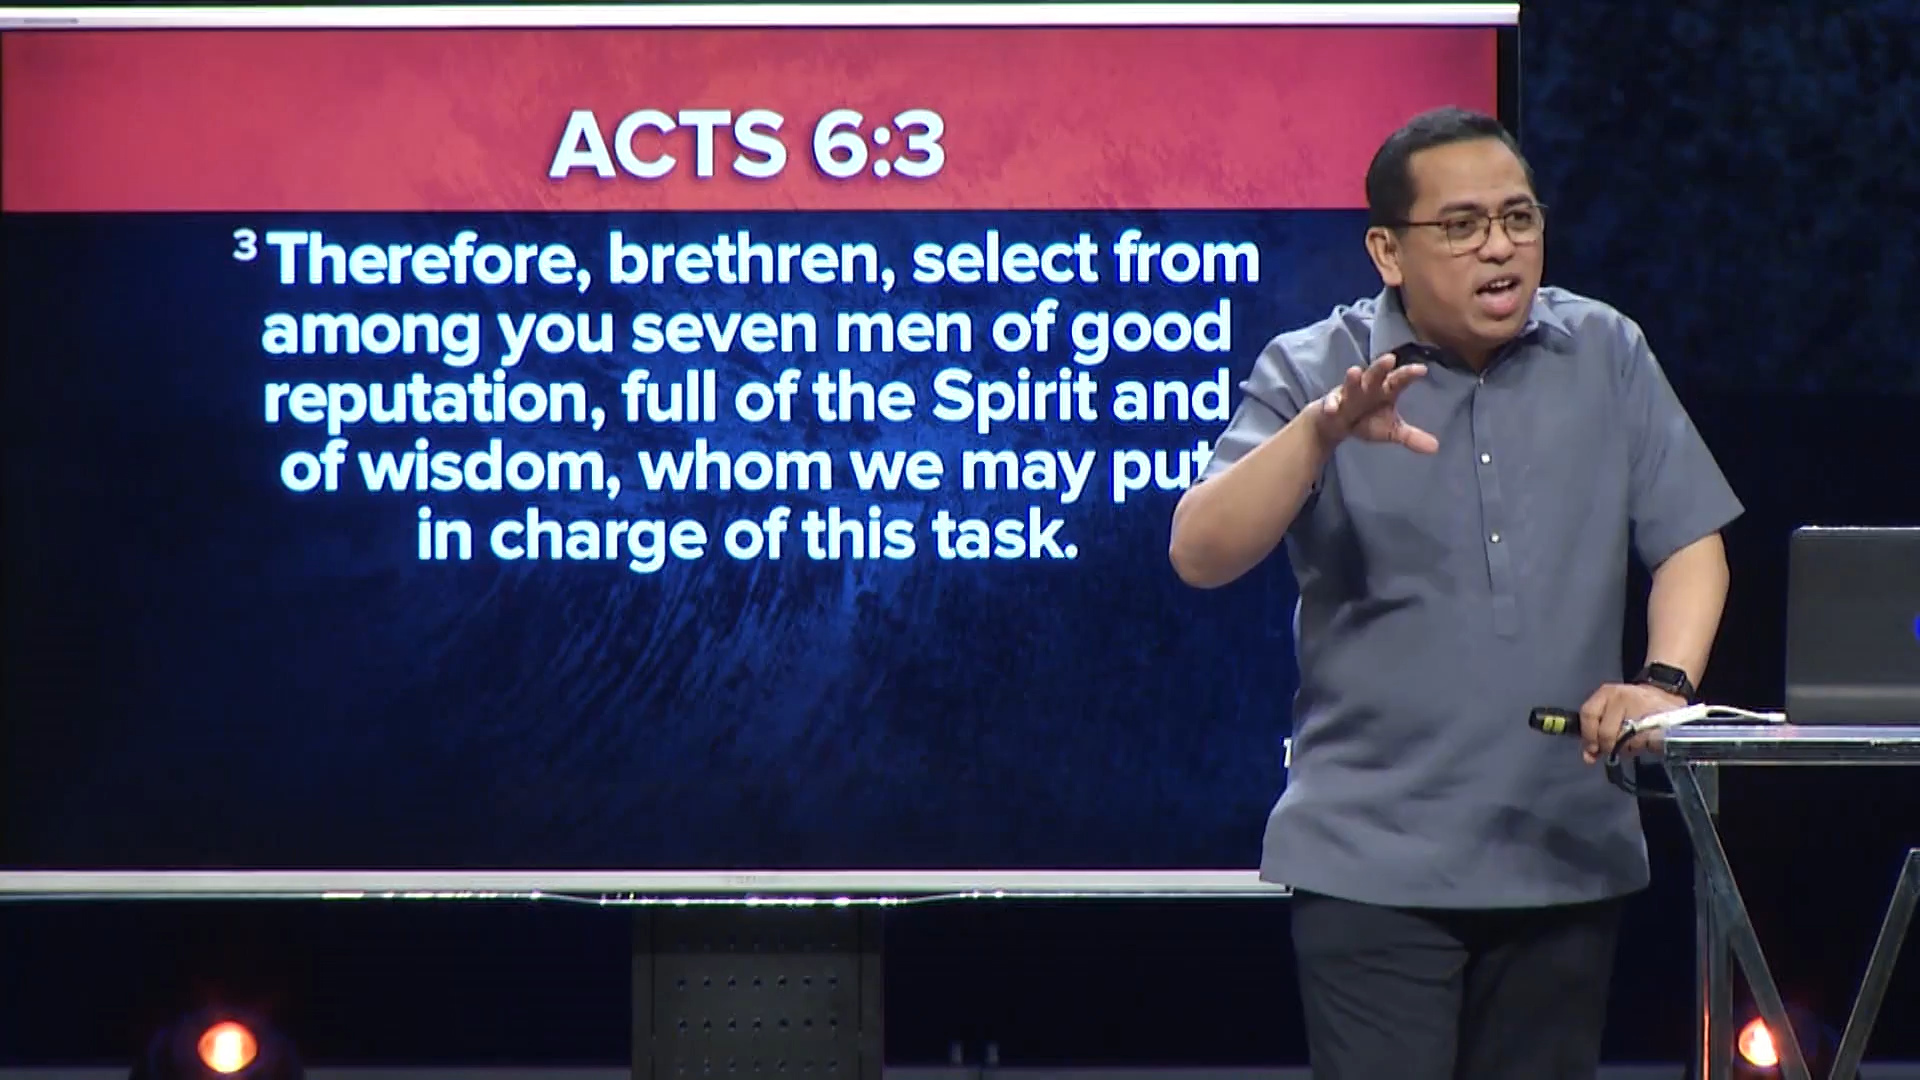 ACTS 6:3
3 Therefore, brethren, select from
among you seven men of good
reputation, full of the Spirit and
of wisdom, whom we may put
in charge of this task.